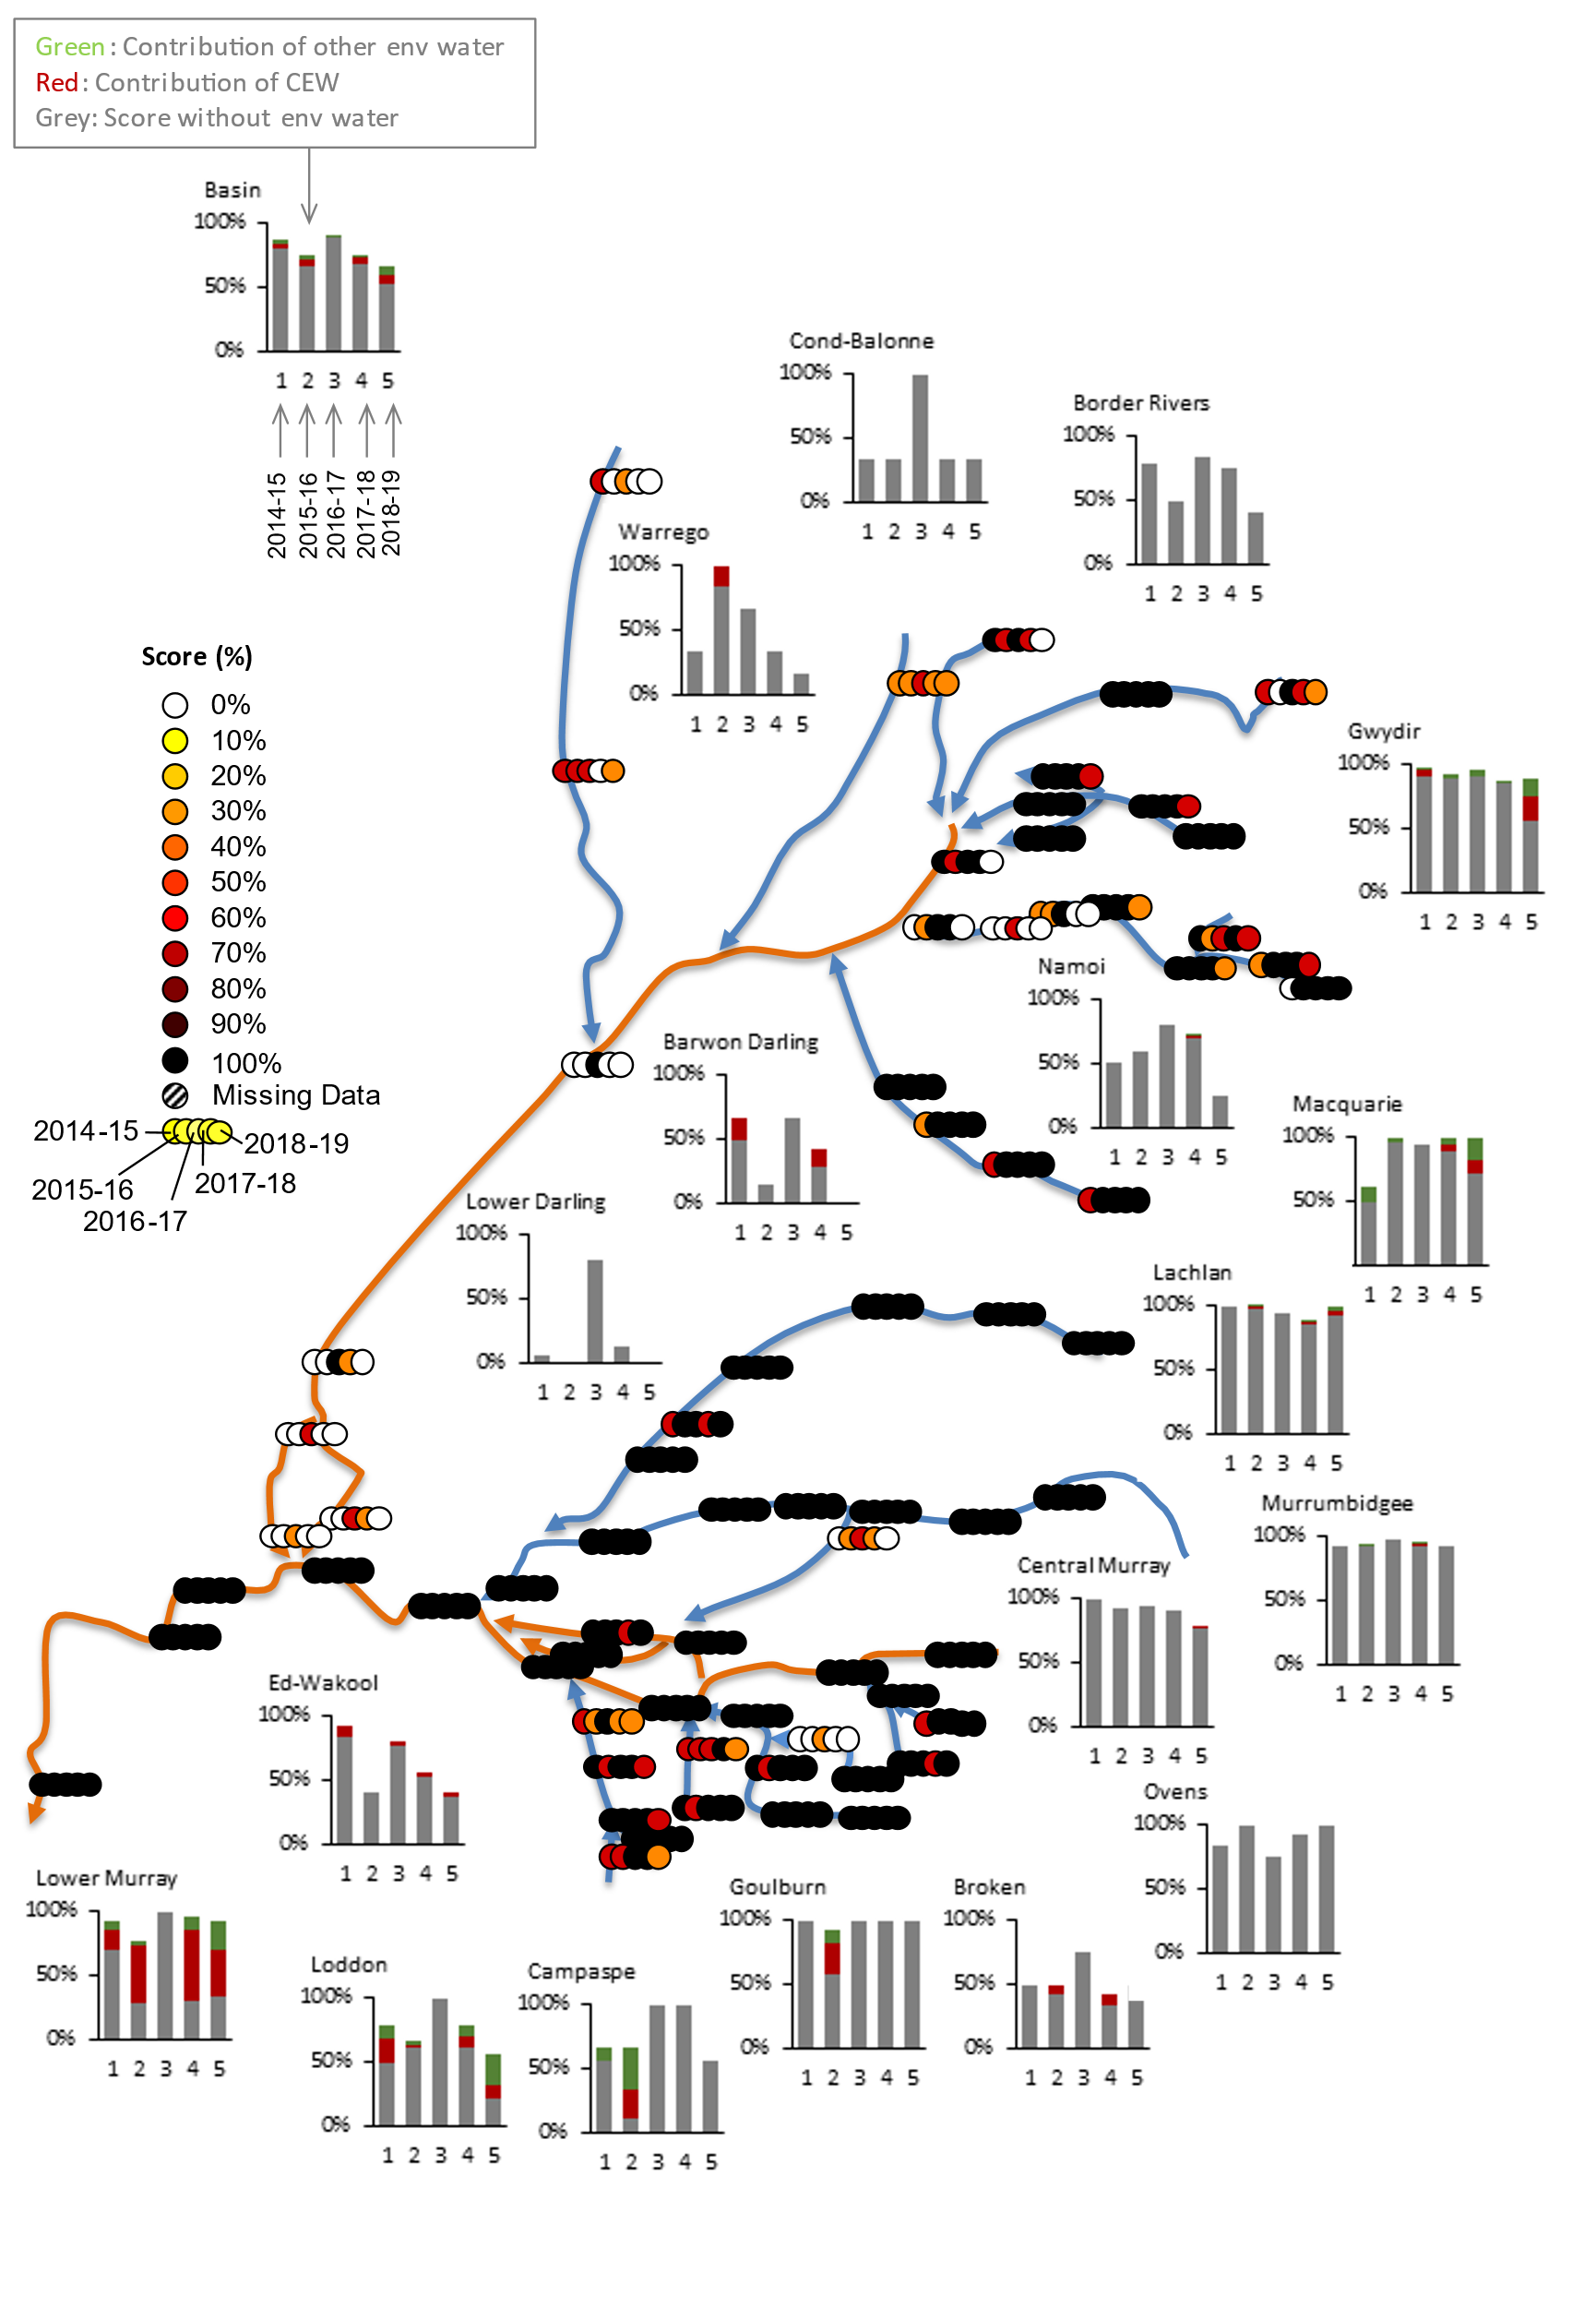 Green: Contribution of other env water
Red: Contribution of CEW
Grey: Score without env water
Basin
100%
50%
0%
1 2 3 4 5
2014-15
2015-16
2016-17
2017-18
2018-19
Cond-Balonne
100%
50%
0%
1 2 3 4 5
Border Rivers
100%
50%
0%
1 2 3 4 5
Warrego
100%
50%
0%
1 2 3 4 5
Score (%)
0%
10%
20%
30%
40%
50%
60%
70%
80%
90%
100%
Missing Data
2014-15
2018-19
2015-16
2017-18
2016-17
Gwydir
100%
50%
0%
1 2 3 4 5
Namoi
100%
50%
0%
1 2 3 4 5
Barwon Darling
100%
50%
0%
1 2 3 4 5
Macquarie
100%
50%
1 2 3 4 5
Lower Darling
100%
50%
0%
1 2 3 4 5
Lachlan
100%
50%
0%
1 2 3 4 5
Murrumbidgee
100%
50%
0%
1 2 3 4 5
Central Murray
100%
50%
0%
1 2 3 4 5
Ed-Wakool
100%
50%
0%
1 2 3 4 5
Ovens
100%
50%
0%
1 2 3 4 5
Lower Murray
100%
50%
0%
1 2 3 4 5
Loddon
100%
50%
0%
1 2 3 4 5
Campaspe
100%
50%
0%
1 2 3 4 5
Goulburn
100%
50%
0%
1 2 3 4 5
Broken
100%
50%
0%
1 2 3 4 5